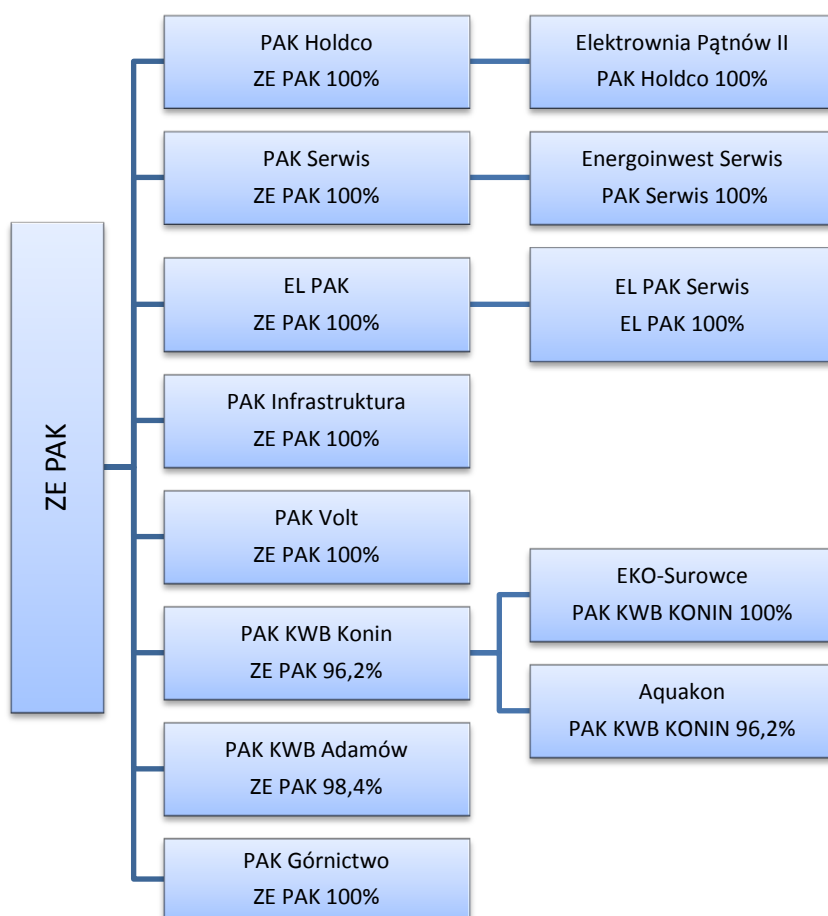 ZE PAK
PAK Holdco
ZE PAK 100%
Elektrownia Pątnów II
PAK Holdco 100%
PAK Serwis
ZE PAK 100%
Energoinwest Serwis
PAK Serwis 100%
EL PAK
ZE PAK 100%
EL PAK Serwis
EL PAK 100%
PAK Infrastruktura
ZE PAK 100%
PAK Volt
ZE PAK 100%
PAK KWB Konin
ZE PAK 96,2%
EKO-Surowce
PAK KWB KONIN 100%
Aquakon
PAK KWB KONIN 96,2%
PAK KWB Adamów
ZE PAK 98,4%
PAK Górnictwo
ZE PAK 100%